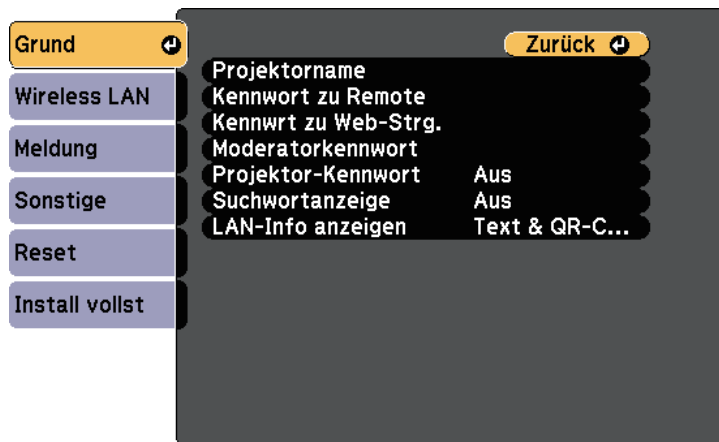 Grund
Wireless LAN
Meldung
Sonstige
Reset
Install vollst
Zurück
Projektorname
Kennwort zu Remote
Kennwrt zu Web-Strg.
Moderatorkennwort
Projektor-Kennwort Aus
Suchwortanzeige Aus
LAN-Info anzeigen Text & QR-C...